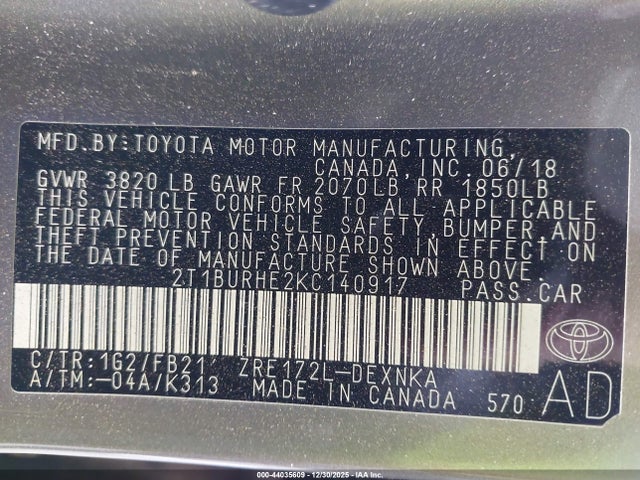 MFD.BY:TOYOTA MOTOR MANUFACTURING,
CANADA,INC.06/18
GVWR 3820 LB GAWR FR 2070LB RR 1850LB
THIS VEHICLE CONFORMS TO ALL APPLICABLE
FEDERAL MOTOR VEHICLE SAFETY, BUMPER AND
THEFT PREVENTION STANDARDS IN EFFECT ON
THE DATE OF MANUFACTURE SHOWN ABOVE.
2T1BURHE2KC140917 PASS.CAR
C/TR:1G2/FB21 ZRE172L-DEXNKA
A/TM:-04A/K313 MADE IN CANADA 570 AD
000-44035609 - 12/30/2025 - IAA Inc.